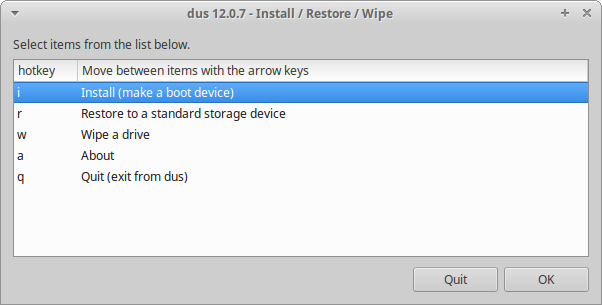 dus 12.0.7 - Install / Restore / Wipe
Select items from the list below.
hotkey Move between items with the arrow keys
i Install (make a boot device)
r Restore to a standard storage device
w Wipe a drive
a About
q Quit (exit from dus)
Quit OK